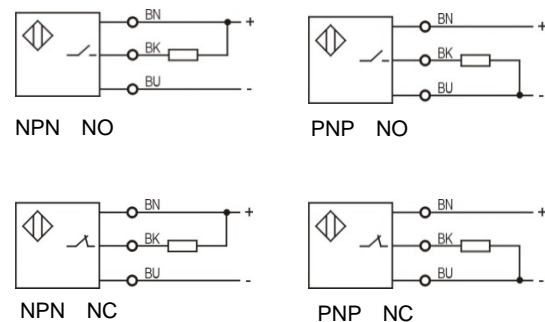 BN +
BK
BU -
NPN NO
BN +
BK
BU -
PNP NO
BN +
BK
BU -
NPN NC
BN +
BK
BU -
PNP NC